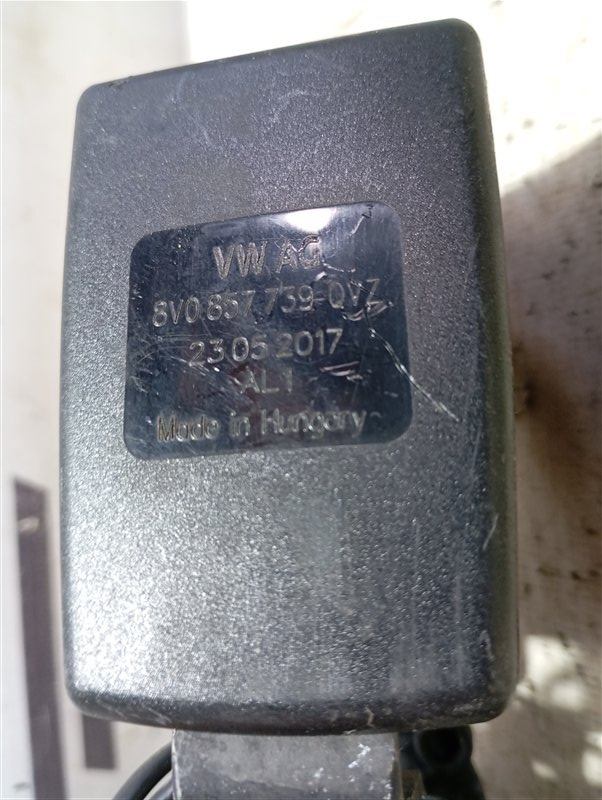 VW AG
8V0.857.739-QVZ
23.05.2017
AL1
Made in Hungary